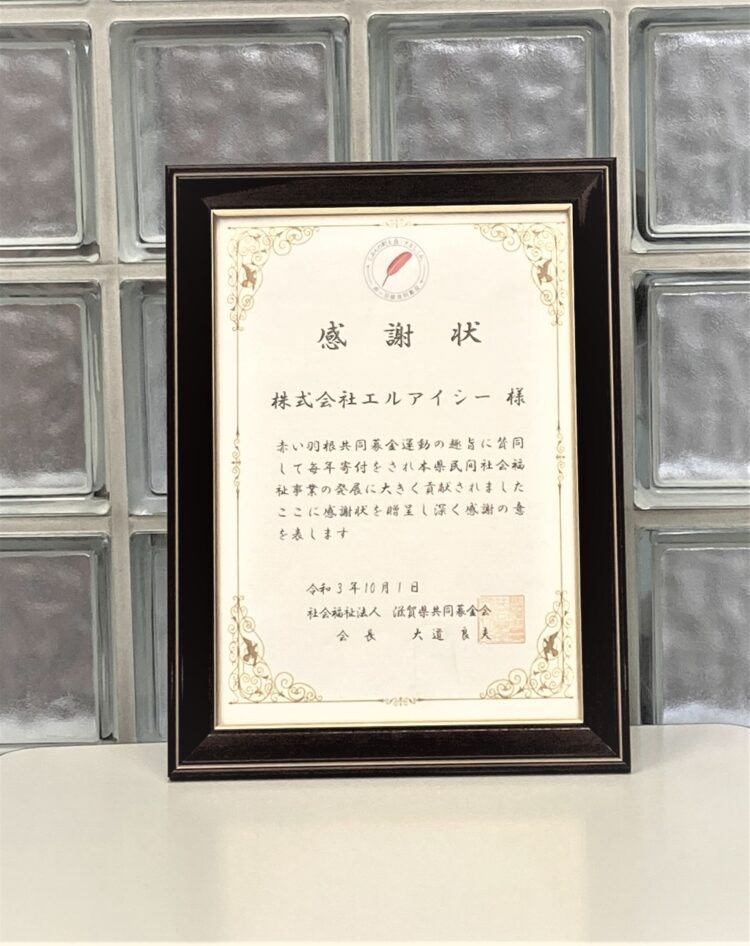 感謝状
株式会社エルアイシー 様
赤い羽根共同募金運動の趣旨に賛同
して毎年寄付をされ本県民間社会福
祉事業の発展に大きく貢献されました
ここに感謝状を贈呈し深く感謝の意
を表します
令和3年10月1日
社会福祉法人 滋賀県共同募金会
会長 大道良夫